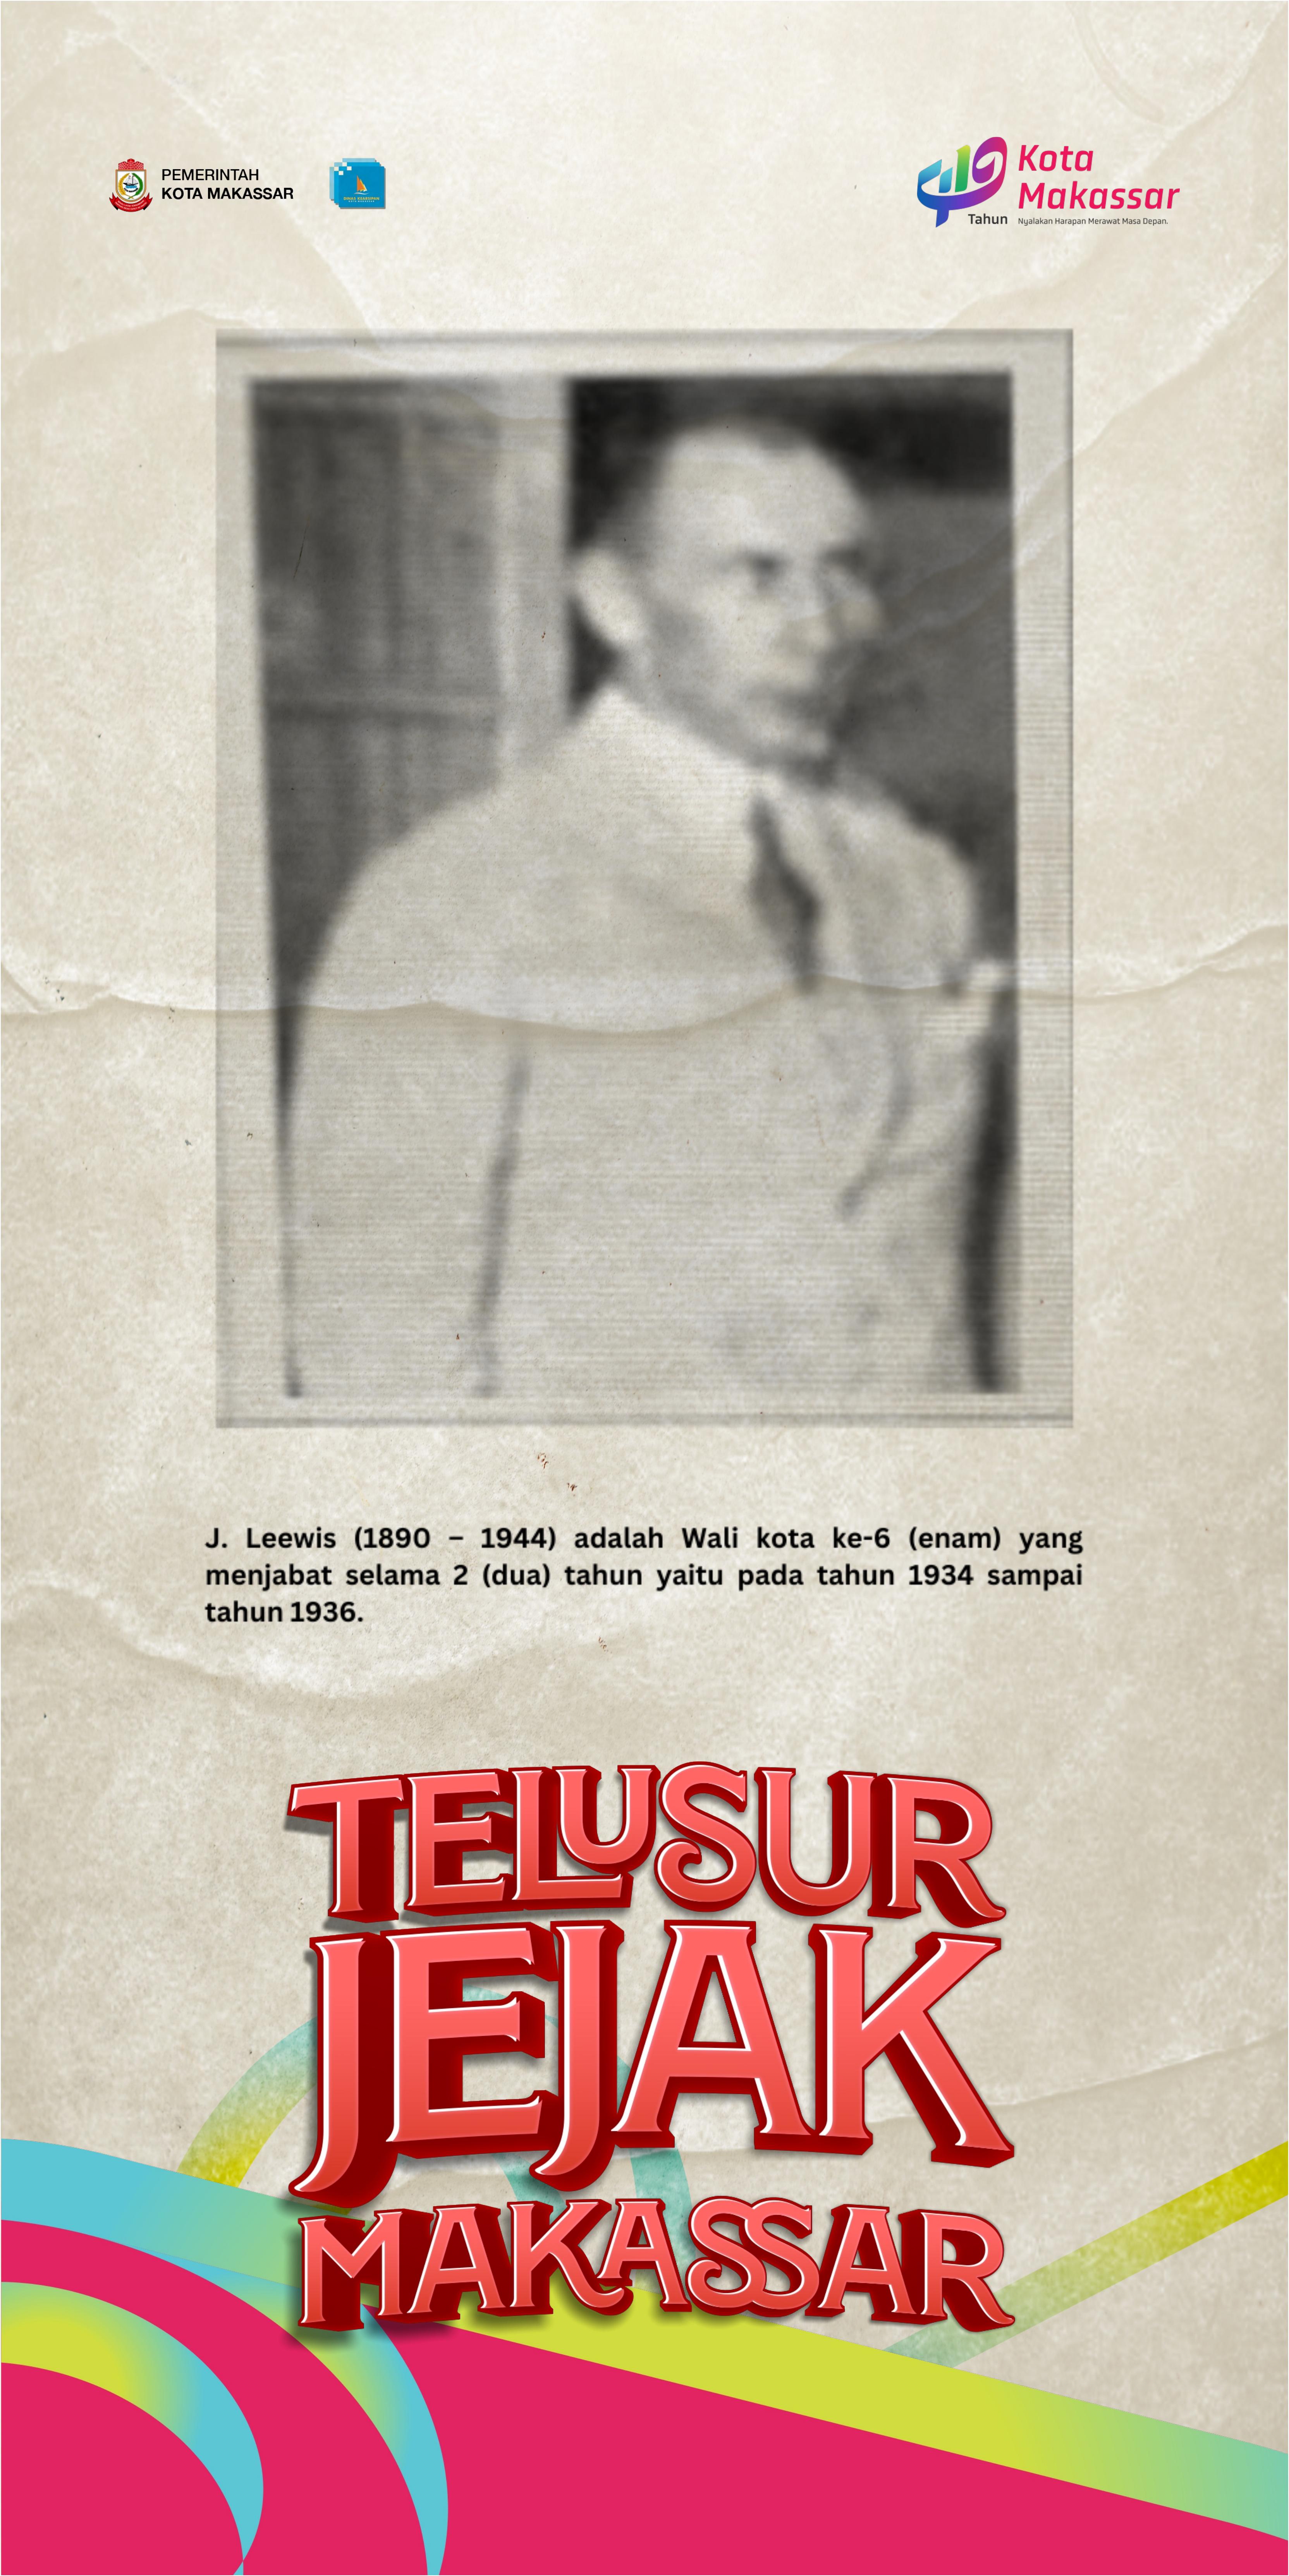 PEMERINTAH
KOTA MAKASSAR
419
Kota
Makassar
Tahun
Nyalakan Harapan Merawat Masa Depan.
J. Leewis (1890 – 1944) adalah Wali kota ke-6 (enam) yang
menjabat selama 2 (dua) tahun yaitu pada tahun 1934 sampai
tahun 1936.
TELUSUR
JEJAK
MAKASSAR